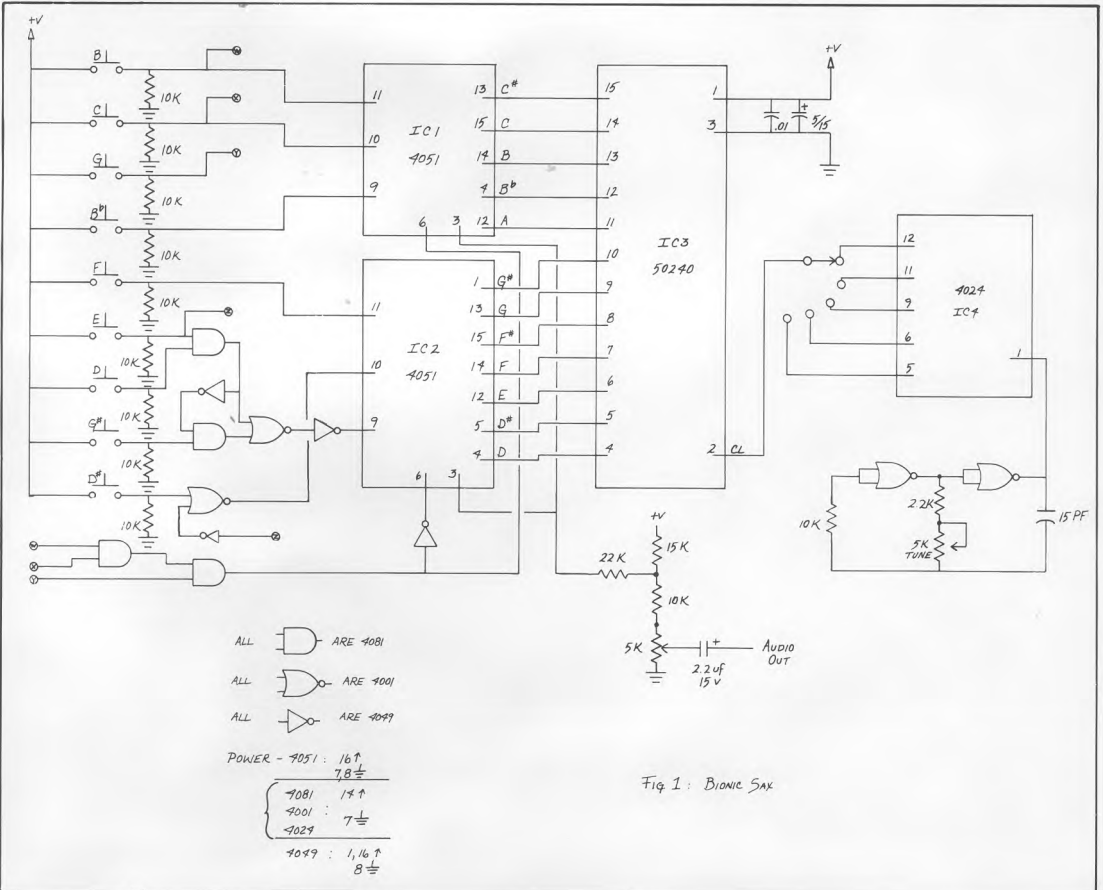 +V
B
W
10K
C
X
10K
G
Y
10K
Bb
10K
F
10K
E
X
10K
D
10K
G#
10K
D#
10K
X
W
X
Y
11
10
9
IC1
4051
13 C#
15 C
14 B
4 Bb
12 A
6 3
11
10
9
IC2
4051
1 G#
13 G
15 F#
14 F
12 E
5 D#
4 D
6 3
15
14
13
12
11
10
9
8
7
6
5
4
IC3
50240
1
3
2 CL
+V
.01
+
5/15
12
11
9
6
5
4024
IC4
1
10K
2.2K
5K
TUNE
15 PF
+V
15K
22K
10K
5K
+
2.2uf
15V
AUDIO
OUT
ALL ARE 4081
ALL ARE 4001
ALL ARE 4049
POWER - 4051 : 16↑
7,8
4081 14↑
4001 :
7
4024
4049 : 1,16↑
8
FIG 1: BIONIC SAX